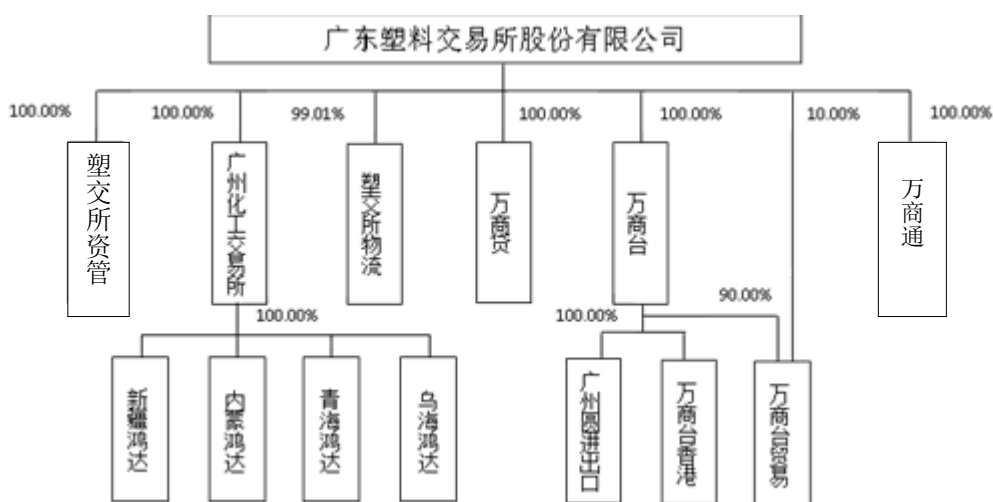 广东塑料交易所股份有限公司
100.00%
100.00%
99.01%
100.00%
100.00%
10.00%
100.00%
塑交所资管
广州化工交易所
塑交所物流
万商贷
万商台
万商通
100.00%
100.00%
90.00%
新疆鸿达
内蒙鸿达
青海鸿达
乌海鸿达
广州圆进出口
万商台香港
万商台贸易